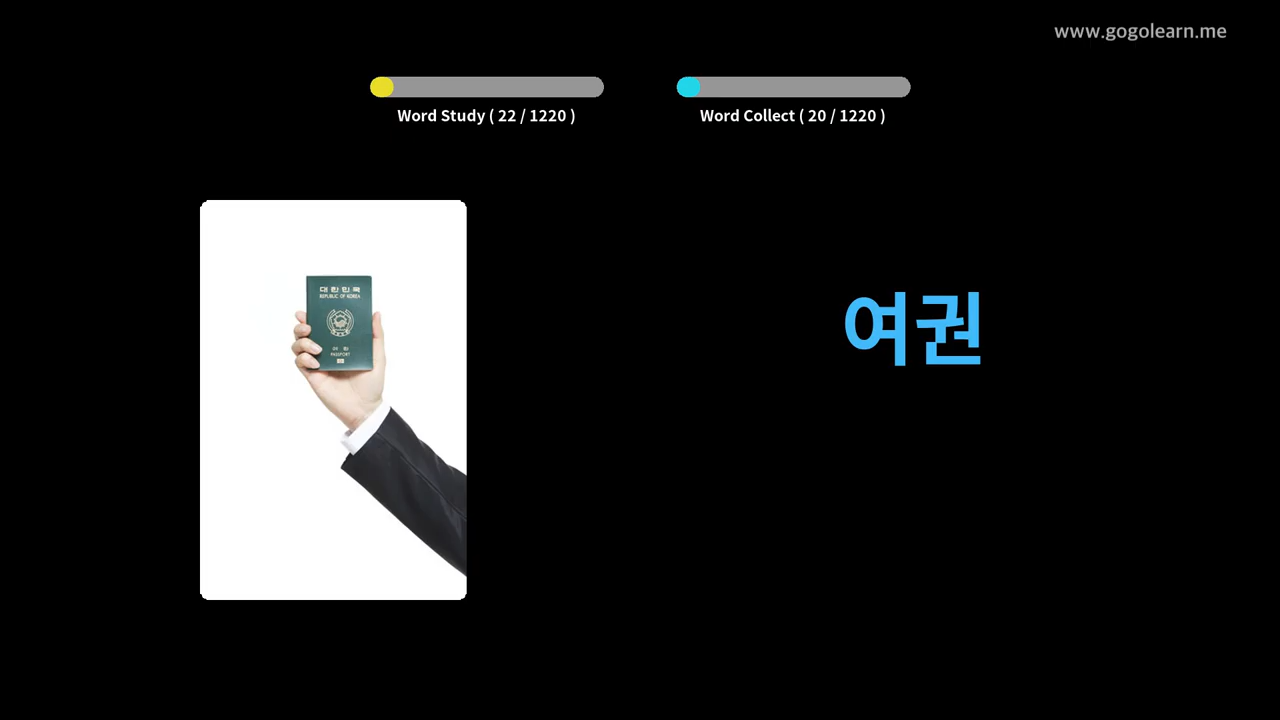 www.gogolearn.me
Word Study ( 22 / 1220 )
Word Collect ( 20 / 1220 )
대한민국
REPUBLIC OF KOREA
여권
PASSPORT
여권